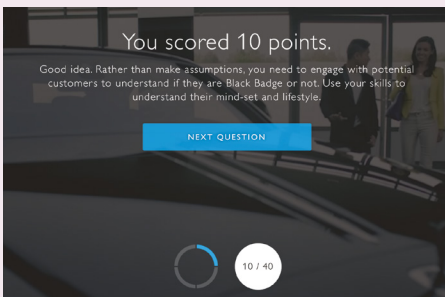 You scored 10 points.
Good idea. Rather than make assumptions, you need to engage with potential
customers to understand if they are Black Badge or not. Use your skills to
understand their mind-set and lifestyle.
NEXT QUESTION
10 / 40